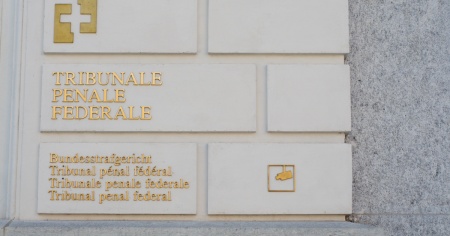 TRIBUNALE
PENALE
FEDERALE
Bundesstrafgericht
Tribunal pénal fédéral
Tribunale penale federale
Tribunal penal federal